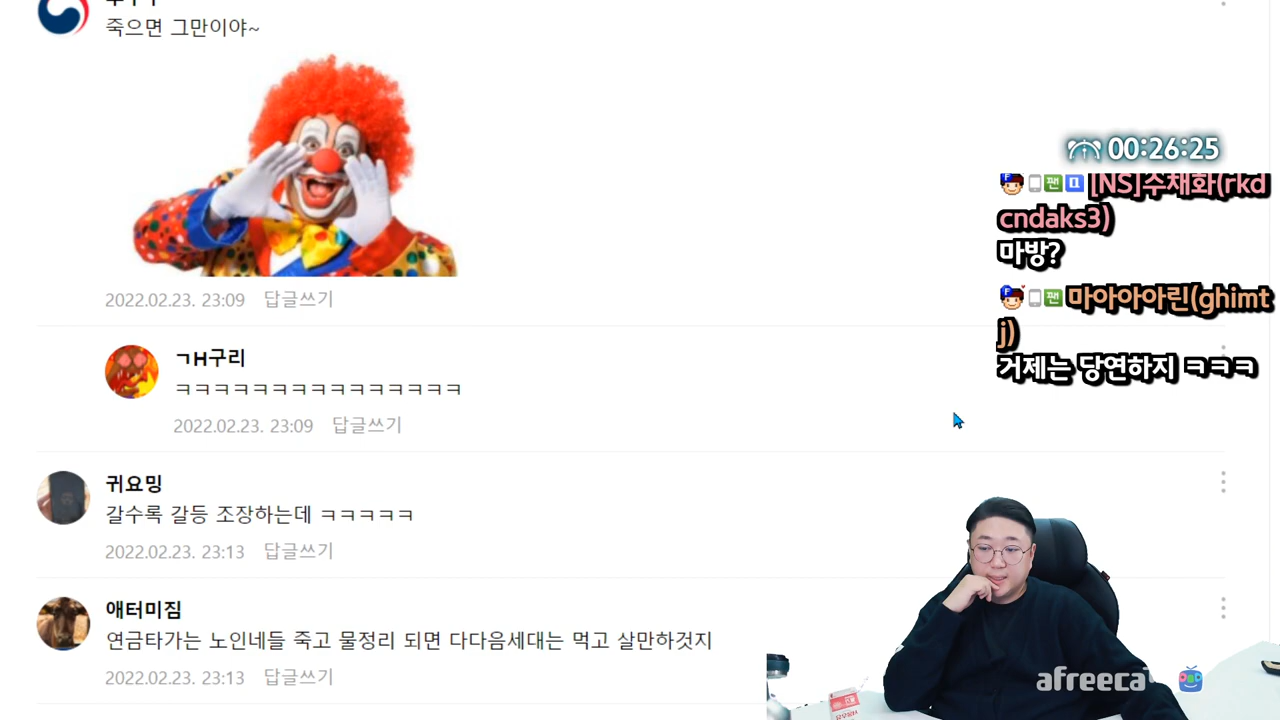 죽으면 그만이야~
2022.02.23. 23:09 답글쓰기
ㄱH구리
ㅋㅋㅋㅋㅋㅋㅋㅋㅋㅋㅋㅋㅋㅋㅋ
2022.02.23. 23:09 답글쓰기
귀요밍
갈수록 갈등 조장하는데 ㅋㅋㅋㅋㅋ
2022.02.23. 23:13 답글쓰기
애터미짐
연금타가는 노인네들 죽고 물정리 되면 다다음세대는 먹고 살만하것지
2022.02.23. 23:13 답글쓰기
00:26:25
[NS]수채화(rkd
cndaks3)
마방?
마아아아린(ghimt
j)
거제는 당연하지 ㅋㅋㅋ
afreeca